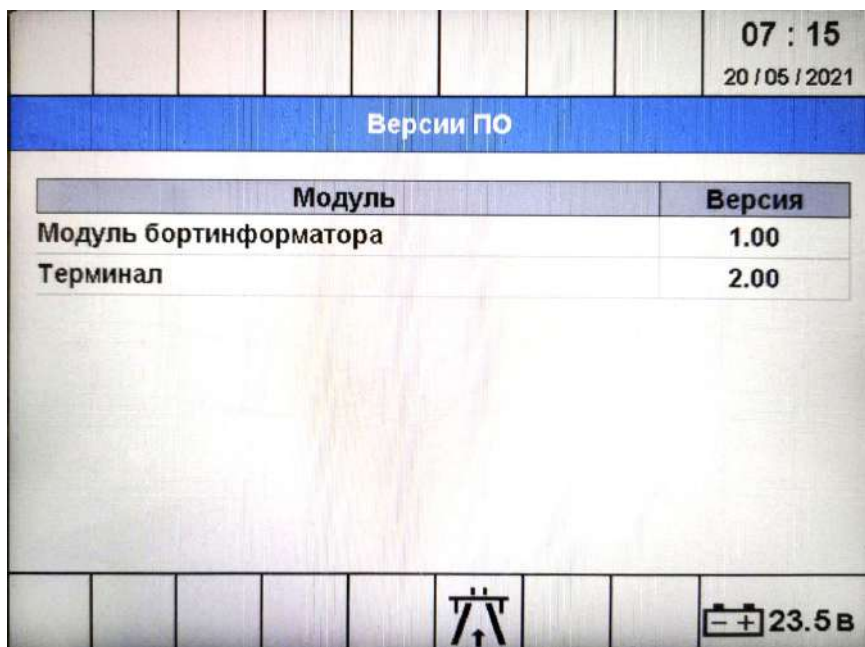 07 : 15
20 / 05 / 2021
Версии ПО
Модуль Версия
Модуль бортинформатора 1.00
Терминал 2.00
23.5 В